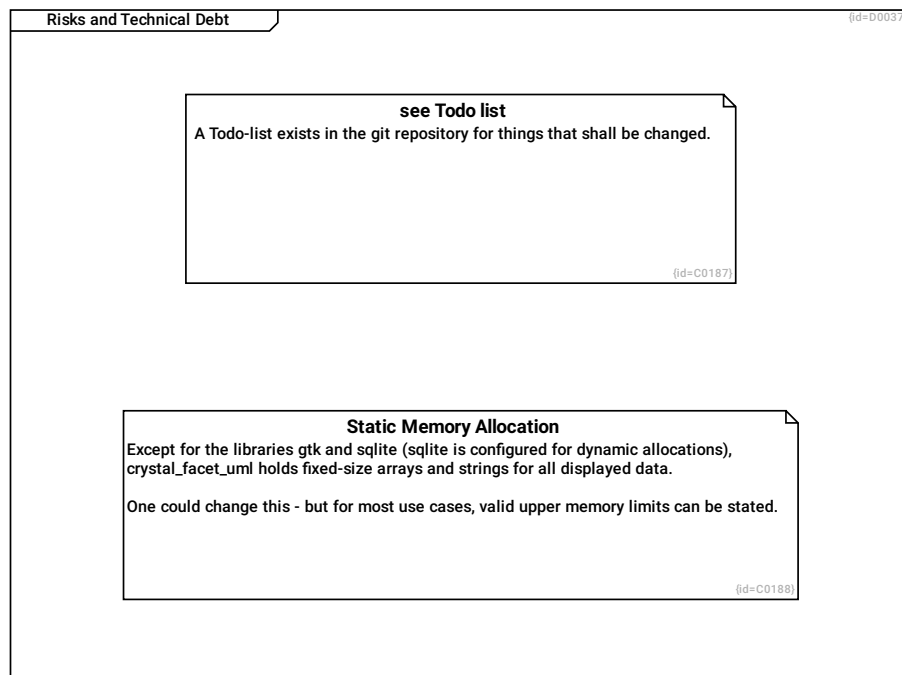 Risks and Technical Debt
{id=D0037
see Todo list
A Todo-list exists in the git repository for things that shall be changed.
{id=C0187}
Static Memory Allocation
Except for the libraries gtk and sqlite (sqlite is configured for dynamic allocations),
crystal_facet_uml holds fixed-size arrays and strings for all displayed data.
One could change this - but for most use cases, valid upper memory limits can be stated.
{id=C0188}